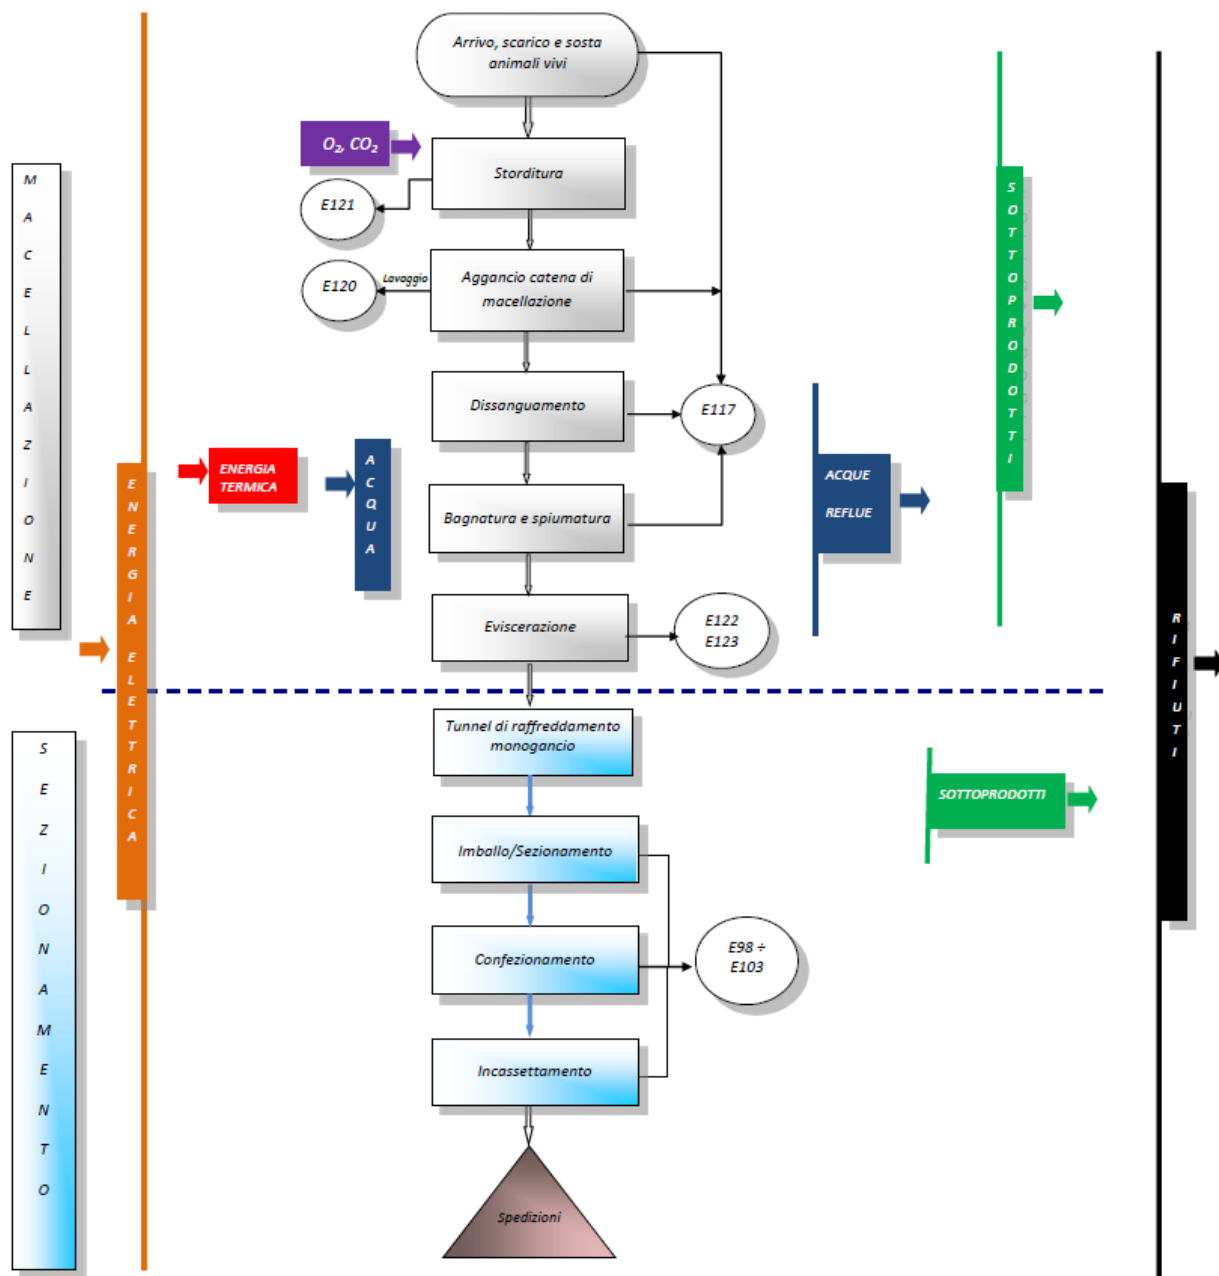 Arrivo, scarico e sosta
animali vivi
O₂, CO₂
Storditura
E121
Aggancio catena di
macellazione
Lavaggio
E120
Dissanguamento
E117
Bagnatura e spiumatura
Eviscerazione
E122
E123
MACELLAZIONE
ENERGIA ELETTRICA
ENERGIA
TERMICA
ACQUA
ACQUE
REFLUE
SOTTOPRODOTTI
RIFIUTI
SEZIONAMENTO
Tunnel di raffreddamento
monogancio
SOTTOPRODOTTI
Imballo/Sezionamento
Confezionamento
E98 ÷
E103
Incassettamento
Spedizioni